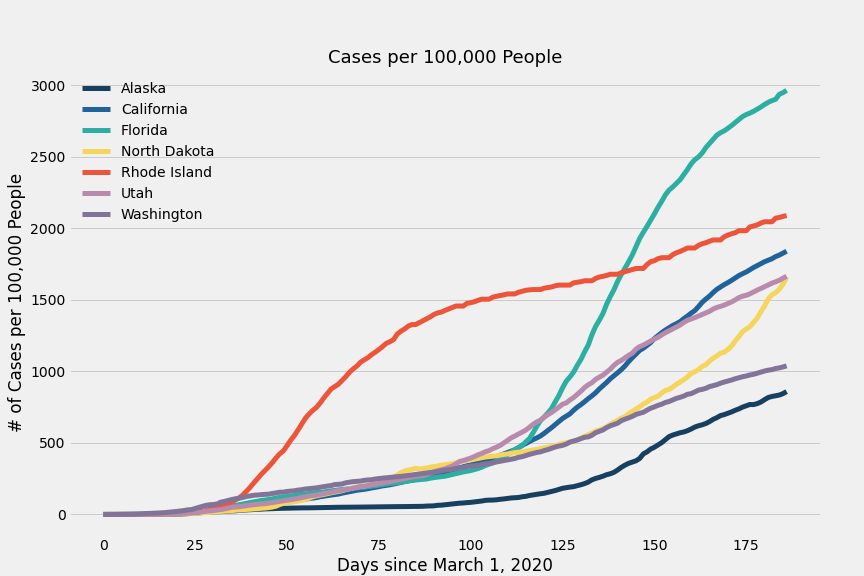 Cases per 100,000 People
# of Cases per 100,000 People
3000
2500
2000
1500
1000
500
0
Alaska
California
Florida
North Dakota
Rhode Island
Utah
Washington
0 25 50 75 100 125 150 175
Days since March 1, 2020